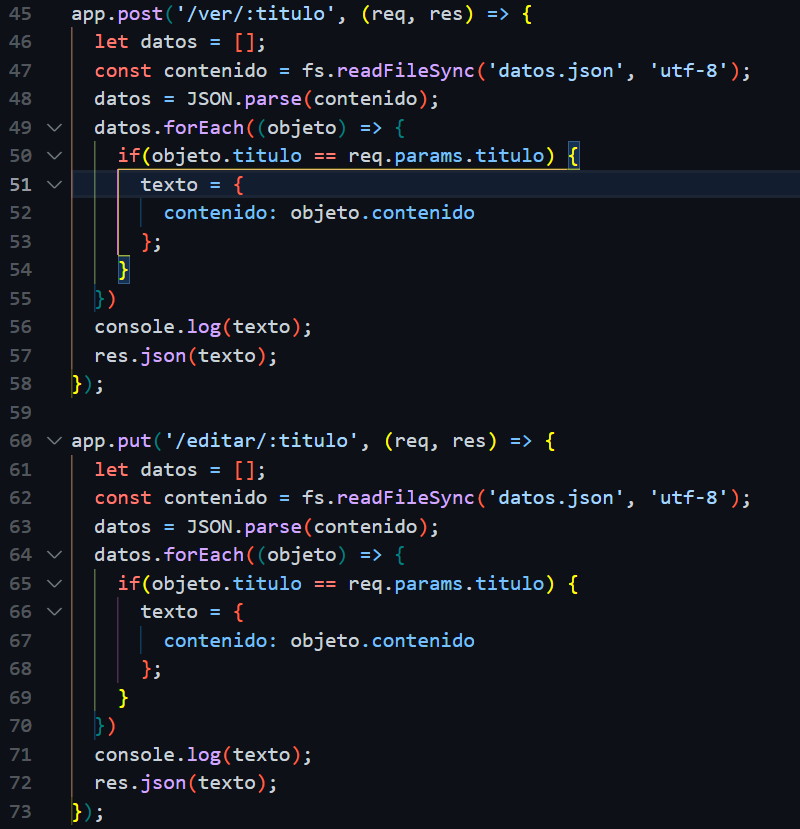 45 app.post('/ver/:titulo', (req, res) => {
46   let datos = [];
47   const contenido = fs.readFileSync('datos.json', 'utf-8');
48   datos = JSON.parse(contenido);
49   datos.forEach((objeto) => {
50     if(objeto.titulo == req.params.titulo) {
51       texto = {
52         contenido: objeto.contenido
53       };
54     }
55   })
56   console.log(texto);
57   res.json(texto);
58 });
59
60 app.put('/editar/:titulo', (req, res) => {
61   let datos = [];
62   const contenido = fs.readFileSync('datos.json', 'utf-8');
63   datos = JSON.parse(contenido);
64   datos.forEach((objeto) => {
65     if(objeto.titulo == req.params.titulo) {
66       texto = {
67         contenido: objeto.contenido
68       };
69     }
70   })
71   console.log(texto);
72   res.json(texto);
73 });